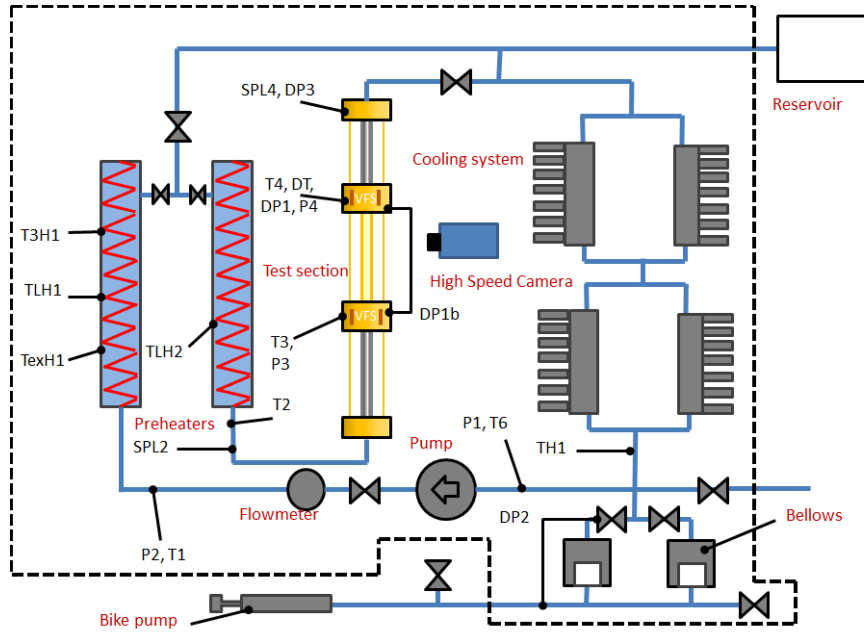 SPL4, DP3
Reservoir
Cooling system
T4, DT,
DP1, P4
VFS
T3H1
Test section
High Speed Camera
TLH1
DP1b
VFS
TexH1
TLH2
T3,
P3
T2
Preheaters
SPL2
Pump
P1, T6
TH1
Flowmeter
DP2
Bellows
P2, T1
Bike pump